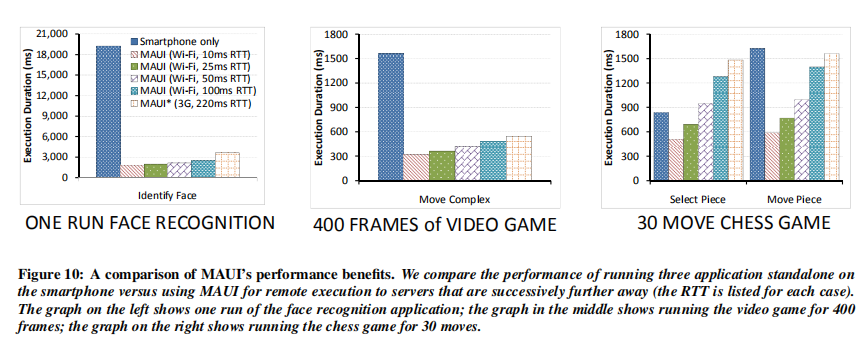 21,000
18,000
15,000
12,000
9,000
6,000
3,000
0
Execution Duration (ms)
Smartphone only
MAUI (Wi-Fi, 10ms RTT)
MAUI (Wi-Fi, 25ms RTT)
MAUI (Wi-Fi, 50ms RTT)
MAUI (Wi-Fi, 100ms RTT)
MAUI* (3G, 220ms RTT)
Identify Face
ONE RUN FACE RECOGNITION
1800
1500
1200
900
600
300
0
Execution Duration (ms)
Move Complex
400 FRAMES of VIDEO GAME
1800
1500
1200
900
600
300
0
Execution Duration (ms)
Select Piece
Move Piece
30 MOVE CHESS GAME
Figure 10: A comparison of MAUI's performance benefits. We compare the performance of running three application standalone on
the smartphone versus using MAUI for remote execution to servers that are successively further away (the RTT is listed for each case).
The graph on the left shows one run of the face recognition application; the graph in the middle shows running the video game for 400
frames; the graph on the right shows running the chess game for 30 moves.